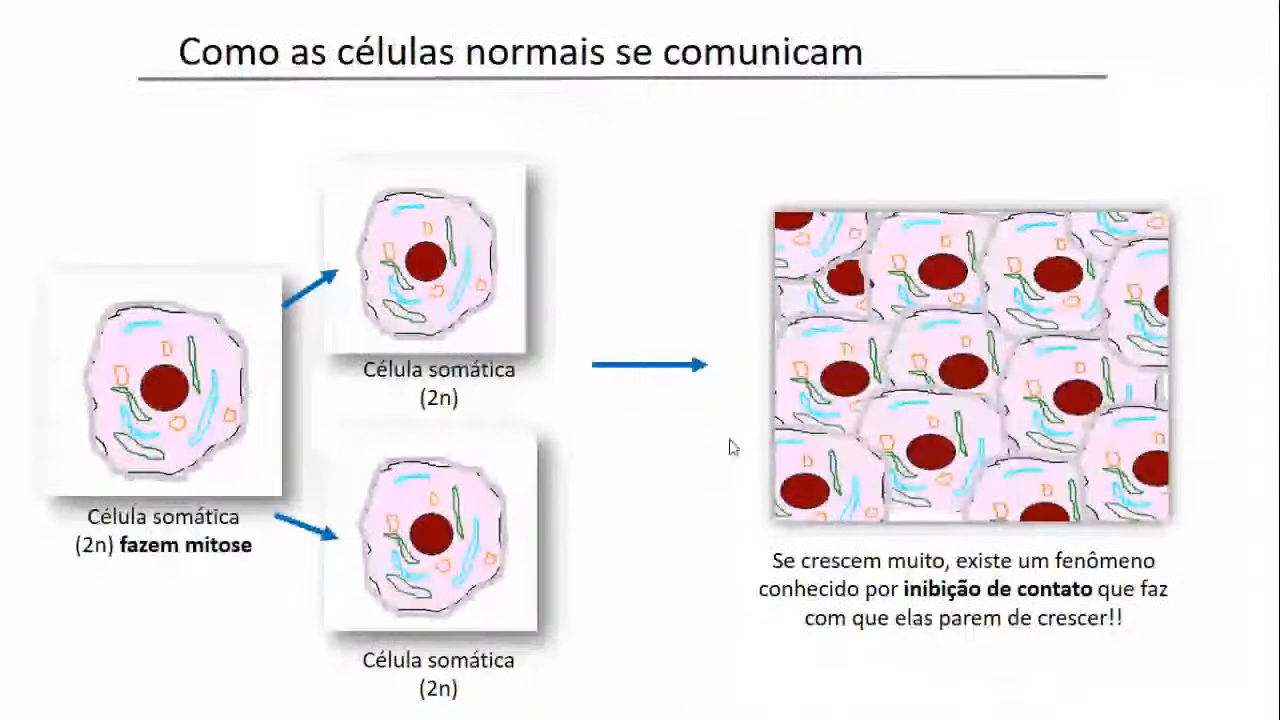 Como as células normais se comunicam
Célula somática
(2n) fazem mitose
Célula somática
(2n)
Célula somática
(2n)
Se crescem muito, existe um fenômeno
conhecido por inibição de contato que faz
com que elas parem de crescer!!